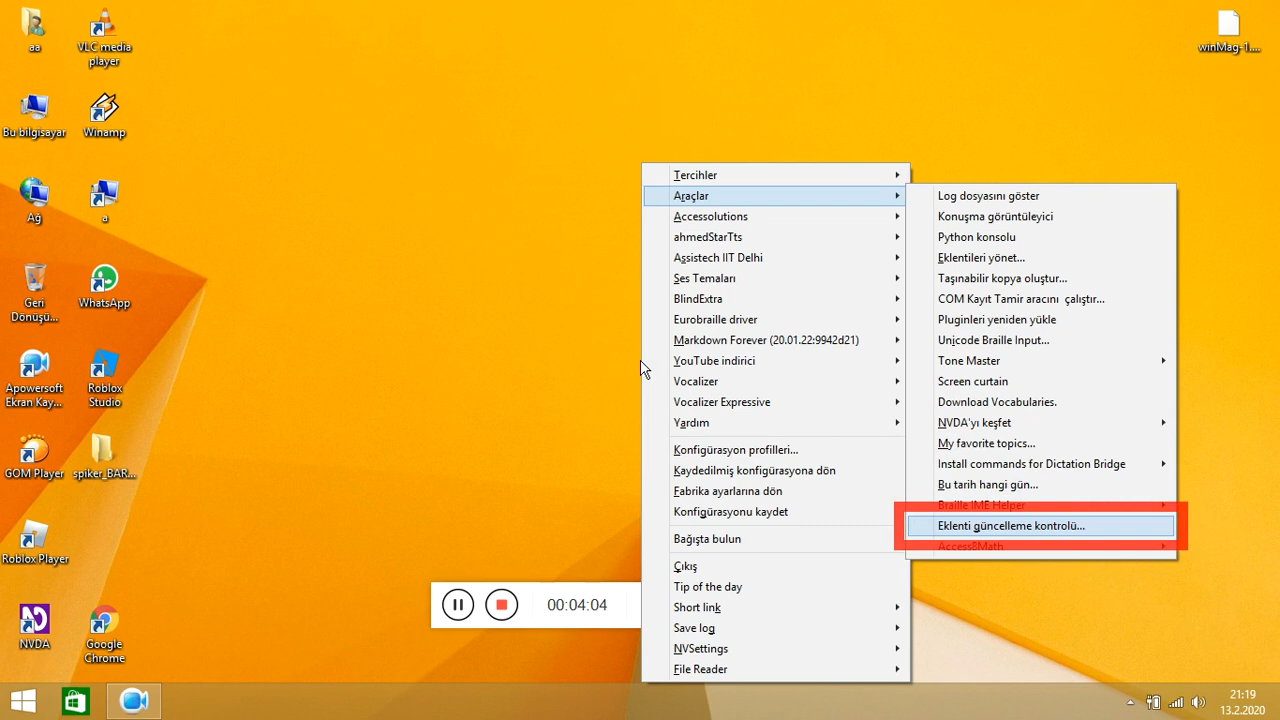 aa
VLC media
player
winMag-1....
Bu bilgisayar
Winamp
Ağ
a
Geri
Dönüşü...
WhatsApp
Apowersoft
Ekran Kay...
Roblox
Studio
GOM Player
spiker_BAR...
Roblox Player
NVDA
Google
Chrome
Tercihler
Araçlar
Accessolutions
ahmedStarTts
Assistech IIT Delhi
Ses Temaları
BlindExtra
Eurobraille driver
Markdown Forever (20.01.22:9942d21)
YouTube indirici
Vocalizer
Vocalizer Expressive
Yardım
Konfigürasyon profilleri...
Kaydedilmiş konfigürasyona dön
Fabrika ayarlarına dön
Konfigürasyonu kaydet
Bağışta bulun
Çıkış
Tip of the day
Short link
Save log
NVSettings
File Reader
Log dosyasını göster
Konuşma görüntüleyici
Python konsolu
Eklentileri yönet...
Taşınabilir kopya oluştur...
COM Kayıt Tamir aracını  çalıştır...
Pluginleri yeniden yükle
Unicode Braille Input...
Tone Master
Screen curtain
Download Vocabularies.
NVDA'yı keşfet
My favorite topics...
Install commands for Dictation Bridge
Bu tarih hangi gün...
Braille IME Helper
Eklenti güncelleme kontrolü...
Access8Math
00:04:04
21:19
13.2.2020